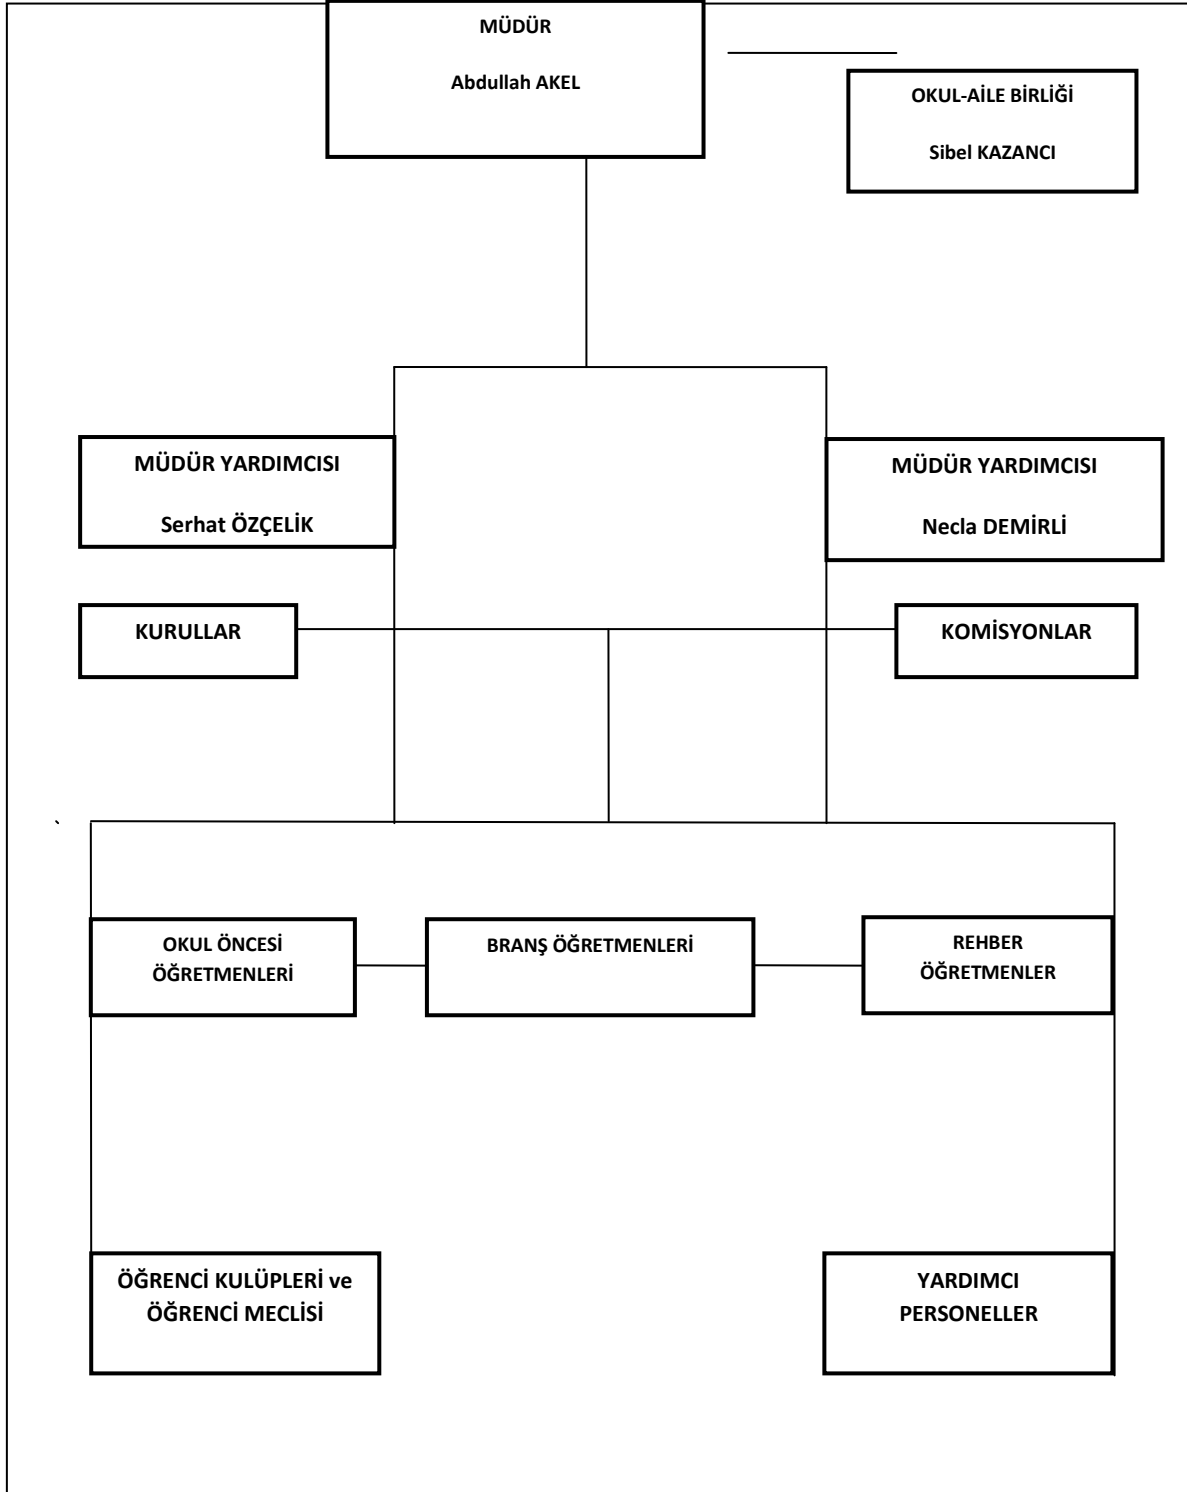 MÜDÜR
Abdullah AKEL
OKUL-AİLE BİRLİĞİ
Sibel KAZANCI
MÜDÜR YARDIMCISI
Serhat ÖZÇELİK
MÜDÜR YARDIMCISI
Necla DEMİRLİ
KURULLAR
KOMİSYONLAR
OKUL ÖNCESİ
ÖĞRETMENLERİ
BRANŞ ÖĞRETMENLERİ
REHBER
ÖĞRETMENLER
ÖĞRENCİ KULÜPLERİ ve
ÖĞRENCİ MECLİSİ
YARDIMCI
PERSONELLER